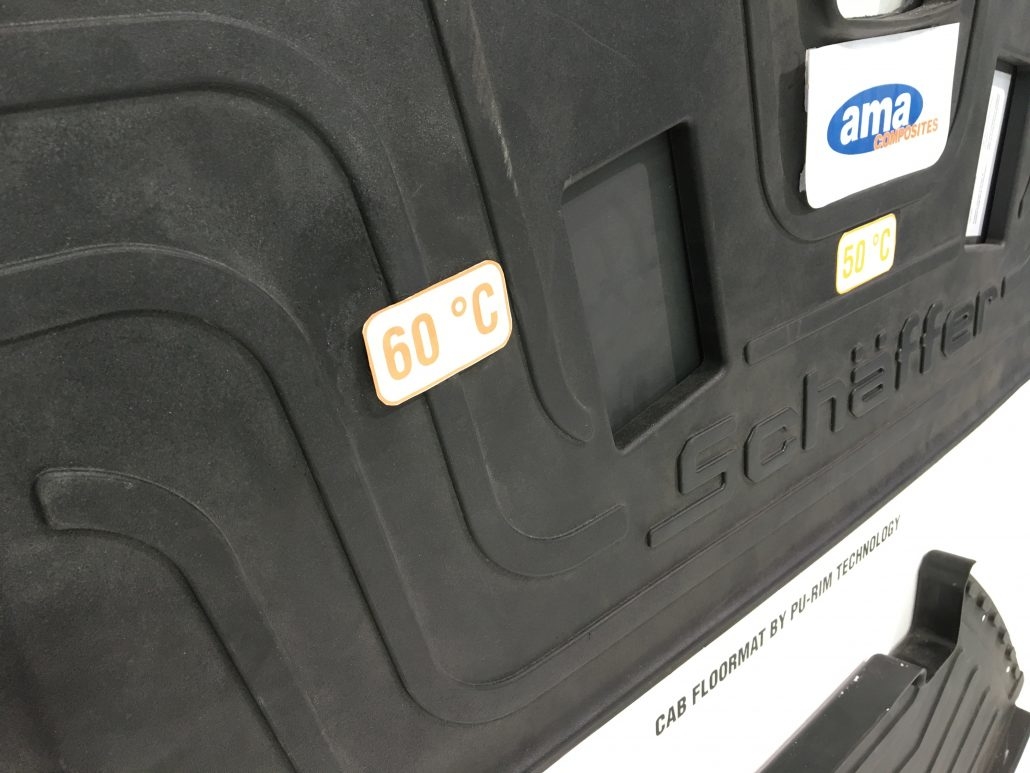 ama
COMPOSITES
50 °C
60 °C
Schäffer
CAB FLOORMAT BY PU-RIM TECHNOLOGY